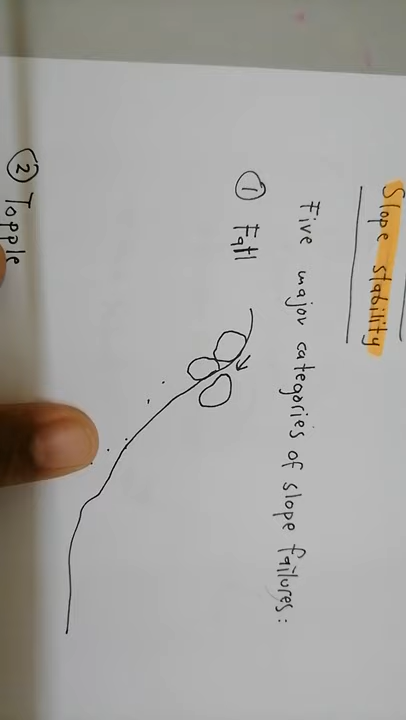 Slope stability
Five major categories of slope failures:
① Fall
② Topple